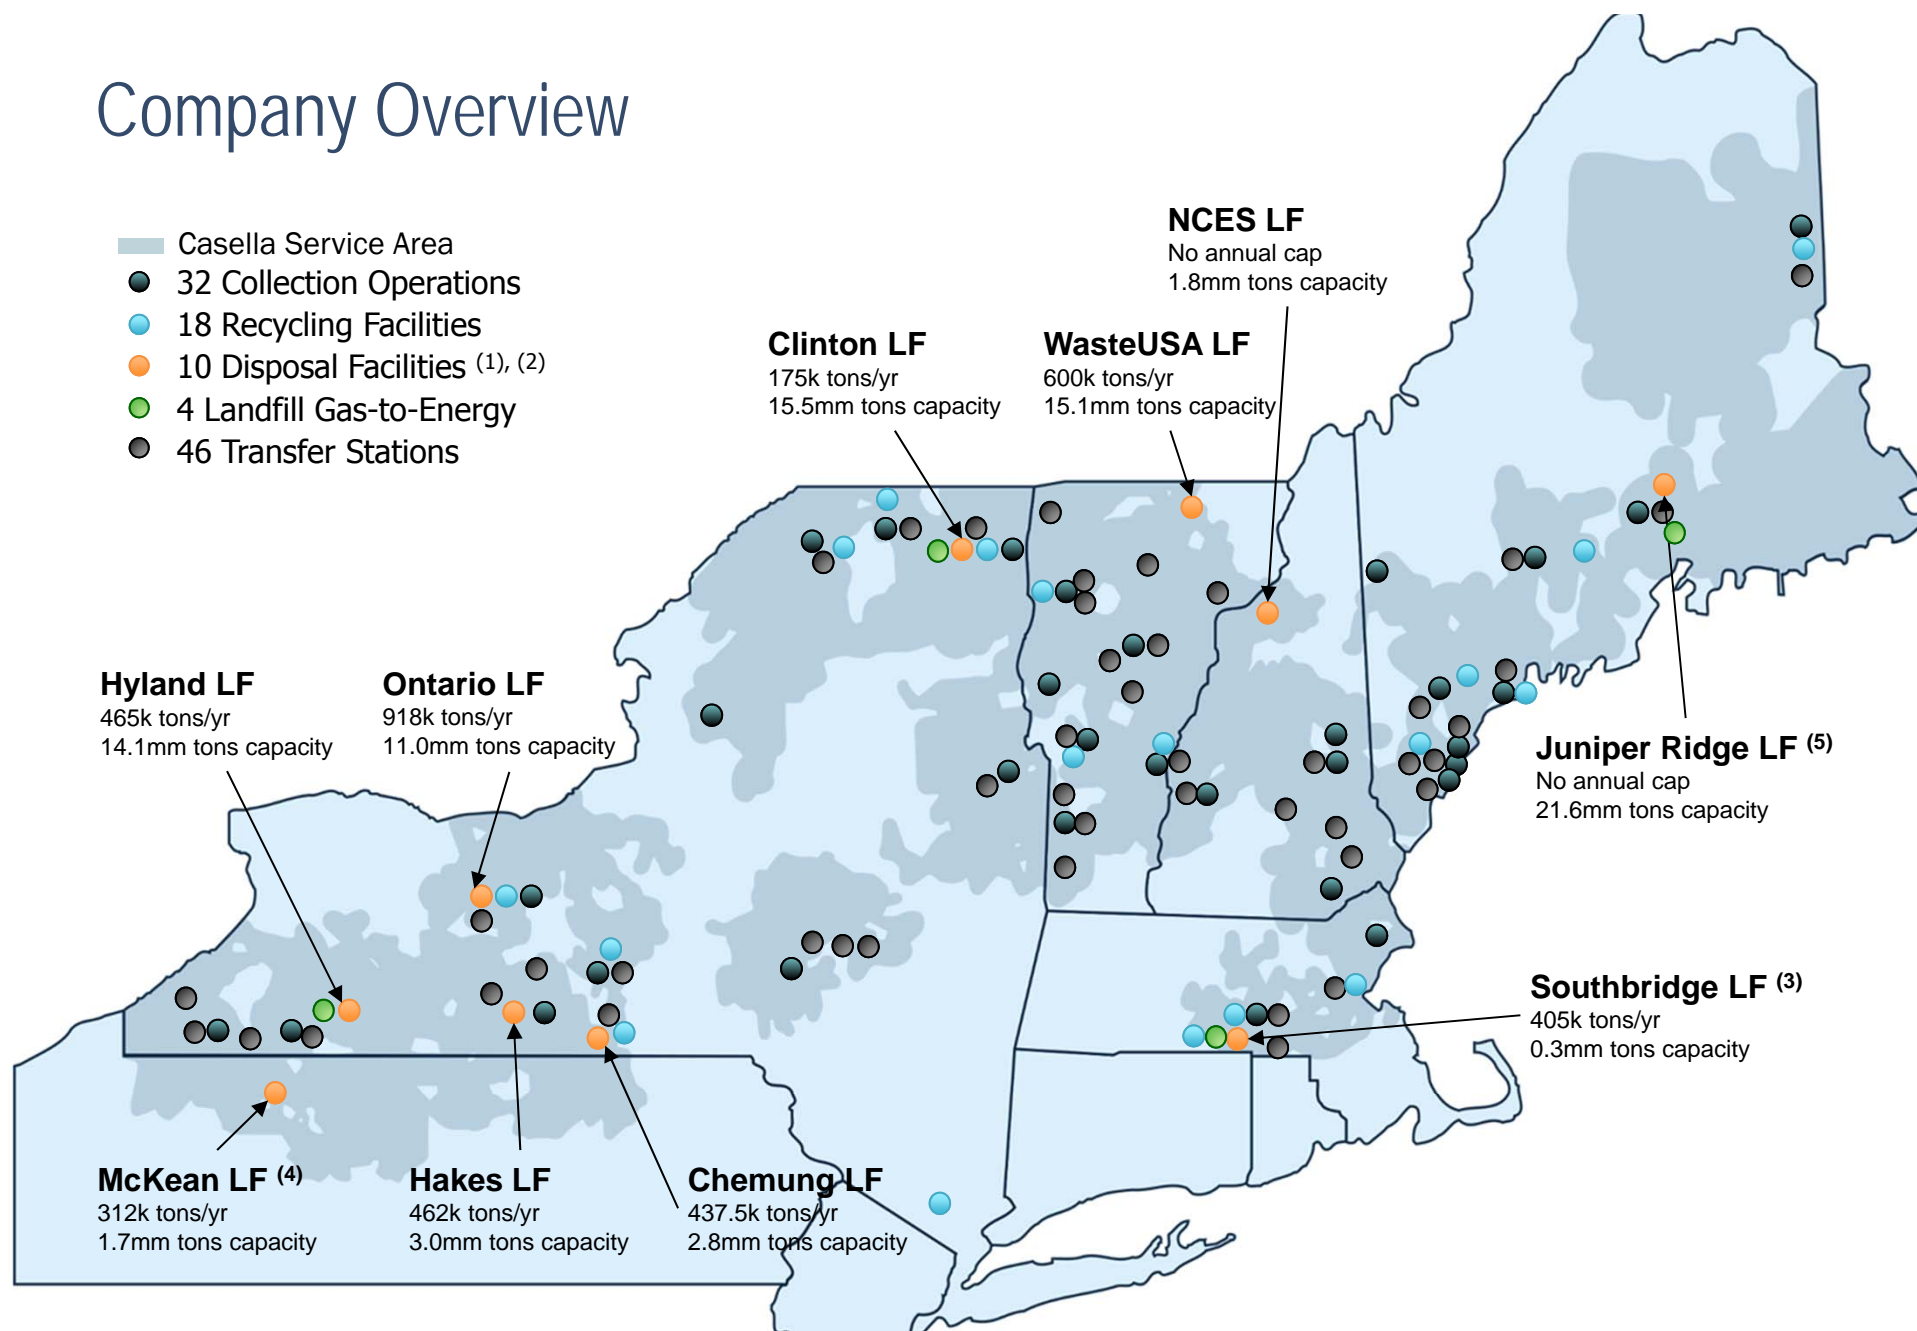 Company Overview
Casella Service Area
32 Collection Operations
18 Recycling Facilities
10 Disposal Facilities (1), (2)
4 Landfill Gas-to-Energy
46 Transfer Stations
NCES LF
No annual cap
1.8mm tons capacity
Clinton LF
175k tons/yr
15.5mm tons capacity
WasteUSA LF
600k tons/yr
15.1mm tons capacity
Hyland LF
465k tons/yr
14.1mm tons capacity
Ontario LF
918k tons/yr
11.0mm tons capacity
Juniper Ridge LF (5)
No annual cap
21.6mm tons capacity
Southbridge LF (3)
405k tons/yr
0.3mm tons capacity
McKean LF (4)
312k tons/yr
1.7mm tons capacity
Hakes LF
462k tons/yr
3.0mm tons capacity
Chemung LF
437.5k tons/yr
2.8mm tons capacity